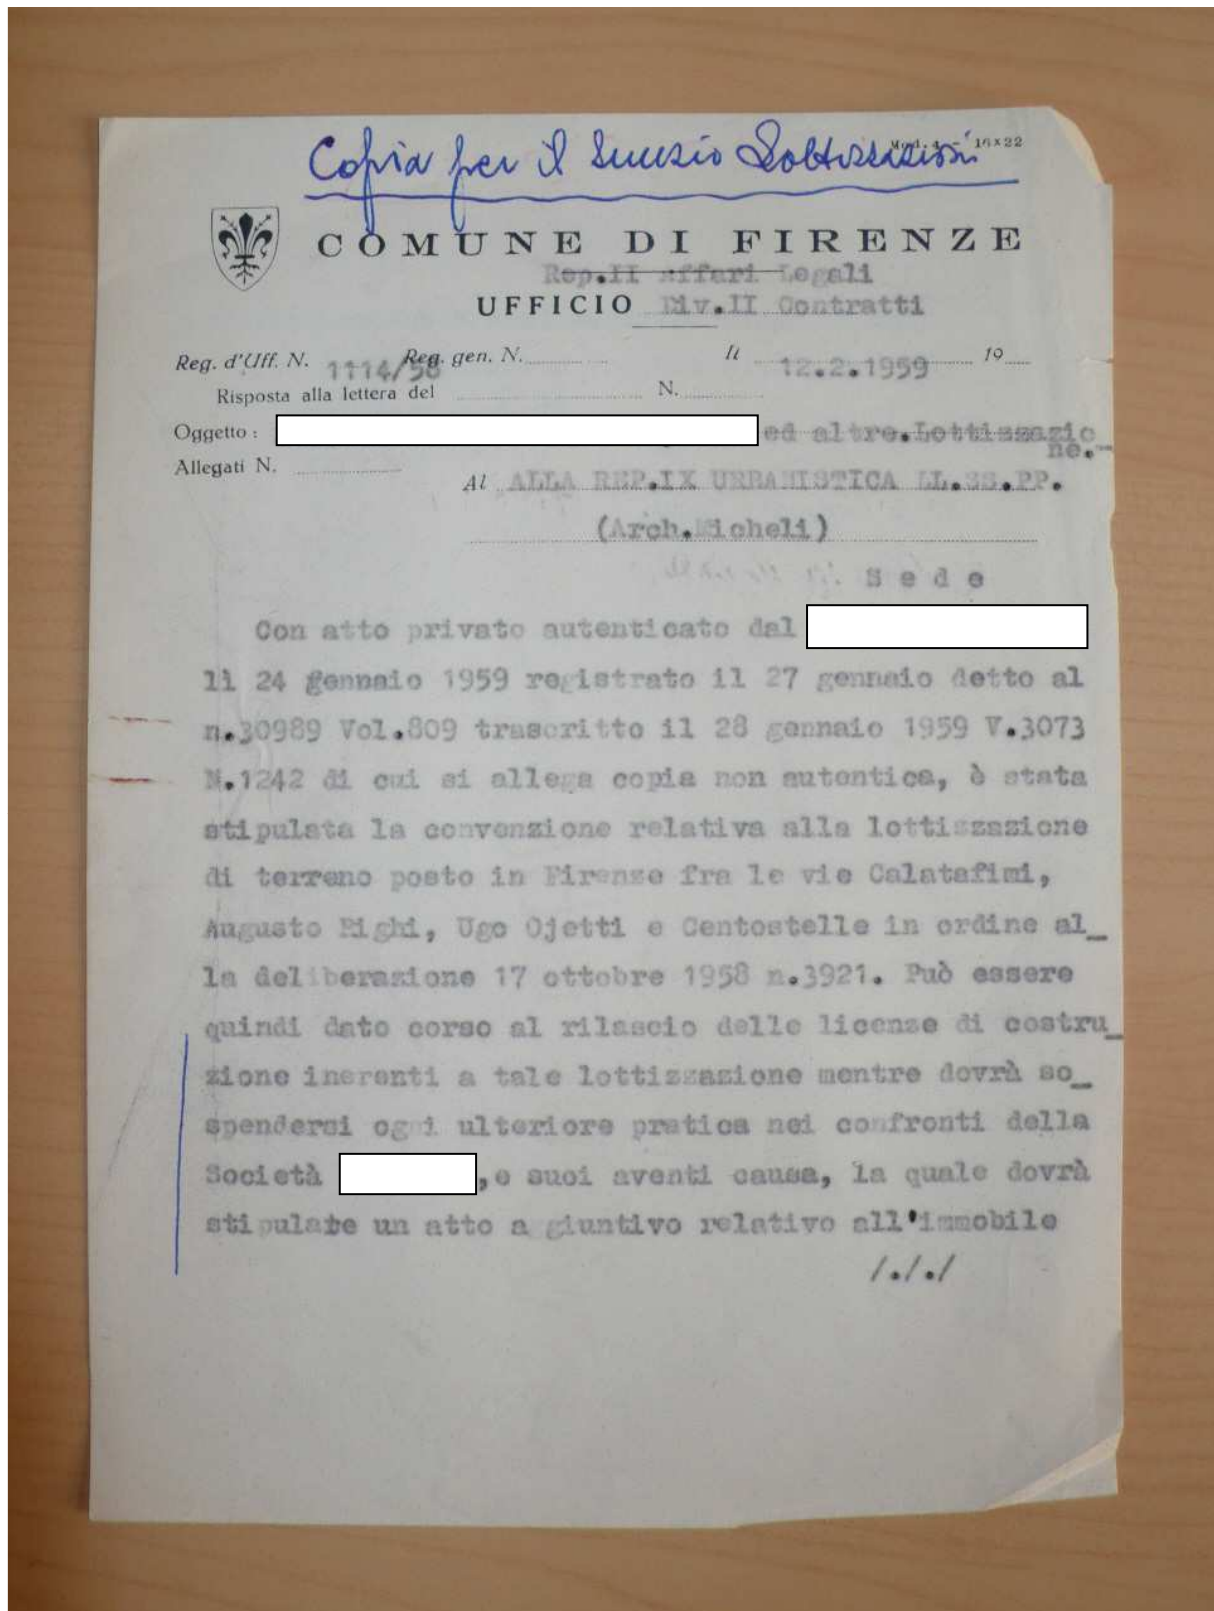 Copia per il Servizio Lottizzazioni
Mod. 4 - 16×22
COMUNE DI FIRENZE
Rep.II Affari Legali
UFFICIO Div.II Contratti
Reg. d'Uff. N. 1114/58 Reg. gen. N. li 12.2.1959 19
Risposta alla lettera del N.
Oggetto: ed altre.Lottizzazio
ne.-
Allegati N.
Al ALLA REP.IX URBANISTICA LL.SS.PP.
(Arch.Micheli)
S e d e
Con atto privato autenticato dal
lì 24 gennaio 1959 registrato il 27 gennaio detto al
n.30989 Vol.809 trascritto il 28 gennaio 1959 V.3073
N.1242 di cui si allega copia non autentica, è stata
stipulata la convenzione relativa alla lottizzazione
di terreno posto in Firenze fra le vie Calatafimi,
Augusto Righi, Ugo Ojetti e Centostelle in ordine al_
la deliberazione 17 ottobre 1958 n.3921. Può essere
quindi dato corso al rilascio delle licenze di costru_
zione inerenti a tale lottizzazione mentre dovrà so_
spendersi ogni ulteriore pratica nei confronti della
Società ,e suoi aventi causa, la quale dovrà
stipulare un atto aggiuntivo relativo all'immobile
/././